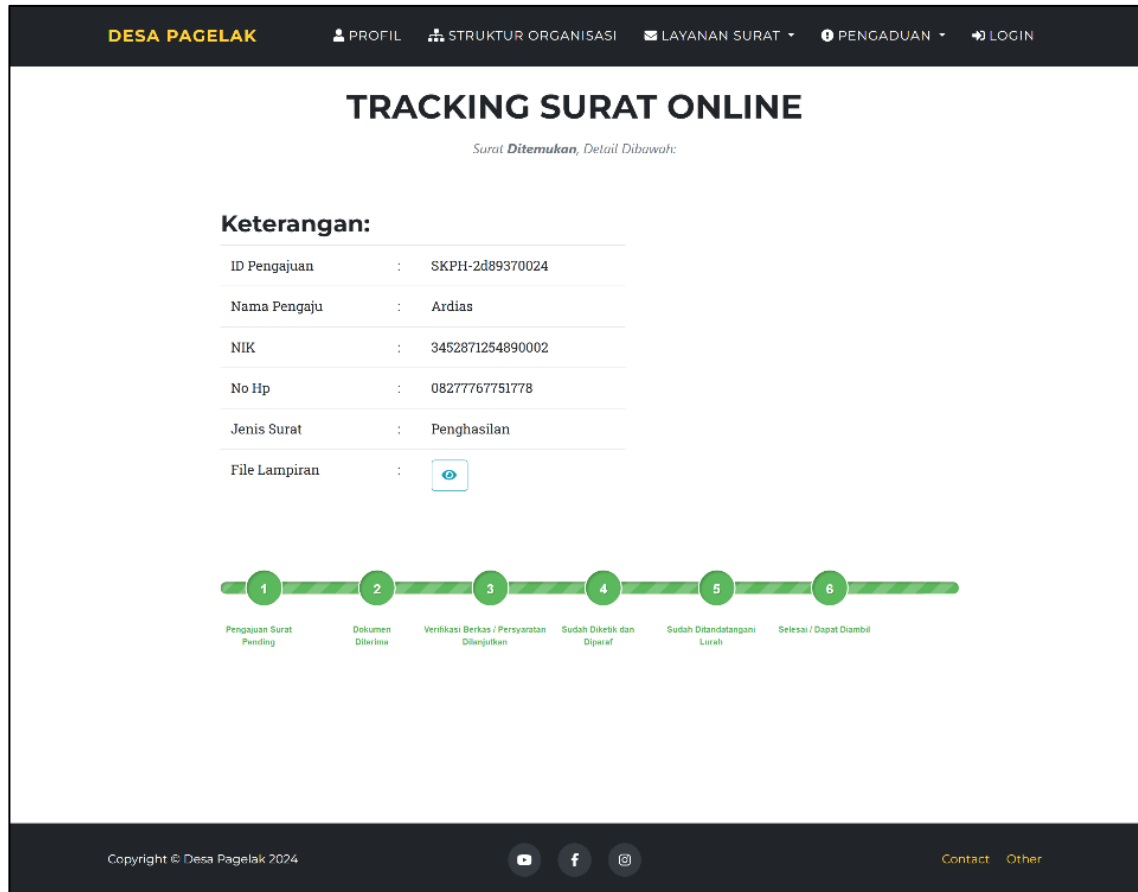 DESA PAGELAK PROFIL STRUKTUR ORGANISASI LAYANAN SURAT PENGADUAN LOGIN
TRACKING SURAT ONLINE
Surat Ditemukan, Detail Dibawah:
Keterangan:
ID Pengajuan : SKPH-2d89370024
Nama Pengaju : Ardias
NIK : 3452871254890002
No Hp : 08277767751778
Jenis Surat : Penghasilan
File Lampiran :
1 2 3 4 5 6
Pengajuan Surat Pending
Dokumen Diterima
Verifikasi Berkas / Persyaratan Dilanjutkan
Sudah Diketik dan Diparaf
Sudah Ditandatangani Lurah
Selesai / Dapat Diambil
Copyright © Desa Pagelak 2024 Contact Other